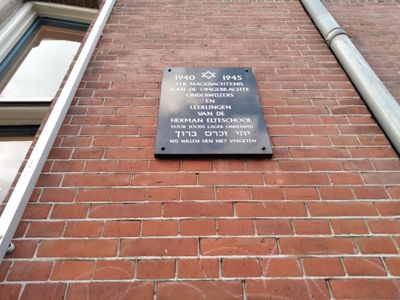 1940 ✡ 1945
TER NAGEDACHTENIS
AAN DE OMGEBRACHTE
ONDERWIJZERS
EN
LEERLINGEN
VAN DE
HERMAN ELTESCHOOL
VOOR JOODS LAGER ONDERWIJS
יהי זכרם ברוך
WIJ WILLEN HEN NIET VERGETEN